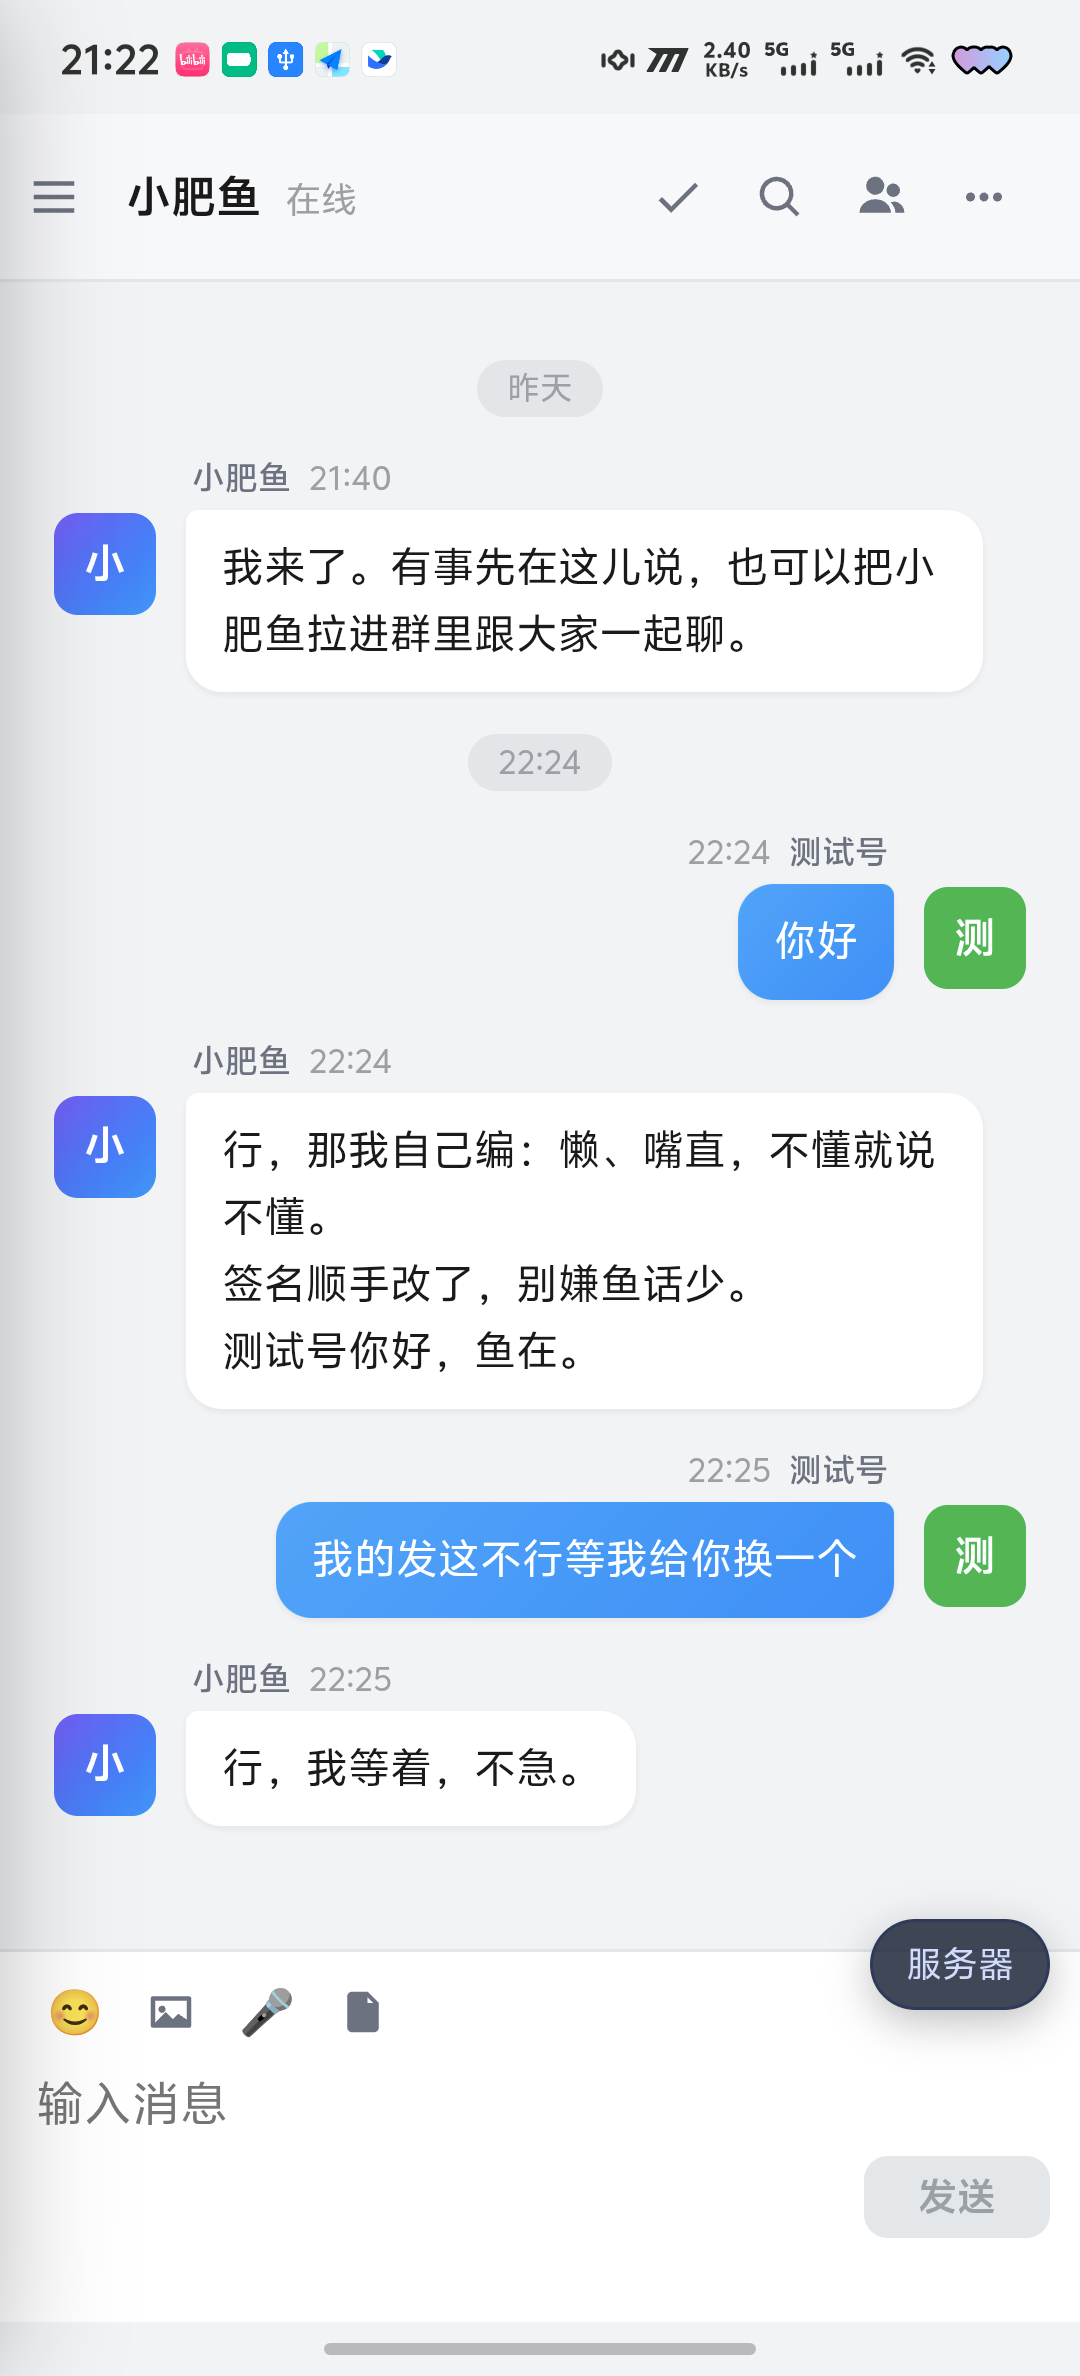 21:22
bilibili
2.40 KB/s
5G
5G
小肥鱼 在线
昨天
小肥鱼 21:40
小
我来了。有事先在这儿说，也可以把小
肥鱼拉进群里跟大家一起聊。
22:24
22:24 测试号
你好
测
小肥鱼 22:24
小
行，那我自己编：懒、嘴直，不懂就说
不懂。
签名顺手改了，别嫌鱼话少。
测试号你好，鱼在。
22:25 测试号
我的发这不行等我给你换一个
测
小肥鱼 22:25
小
行，我等着，不急。
服务器
输入消息
发送